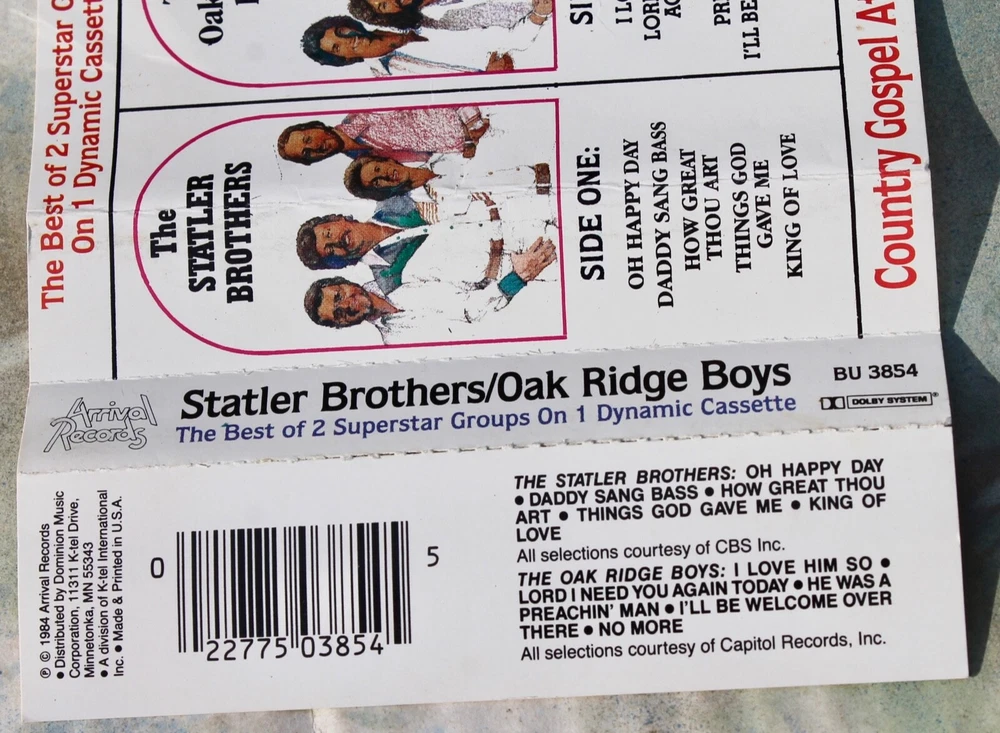 The Best of 2 Superstar
On 1 Dynamic
Oak
The
STATLER
BROTHERS
SIDE ONE:
OH HAPPY DAY
DADDY SANG BASS
HOW GREAT
THOU ART
THINGS GOD
GAVE ME
KING OF LOVE
I'LL BE
Country Gospel
Arrival
Records
Statler Brothers/Oak Ridge Boys
The Best of 2 Superstar Groups On 1 Dynamic Cassette
BU 3854
DOLBY SYSTEM®
℗ © 1984 Arrival Records
• Distributed by Dominion Music
Corporation, 11311 K-tel Drive,
Minnetonka, MN 55343
• A division of K-tel International
Inc. • Made & Printed in U.S.A.
0 22775 03854 5
THE STATLER BROTHERS: OH HAPPY DAY
• DADDY SANG BASS • HOW GREAT THOU
ART • THINGS GOD GAVE ME • KING OF
LOVE
All selections courtesy of CBS Inc.
THE OAK RIDGE BOYS: I LOVE HIM SO •
LORD I NEED YOU AGAIN TODAY • HE WAS A
PREACHIN' MAN • I'LL BE WELCOME OVER
THERE • NO MORE
All selections courtesy of Capitol Records, Inc.